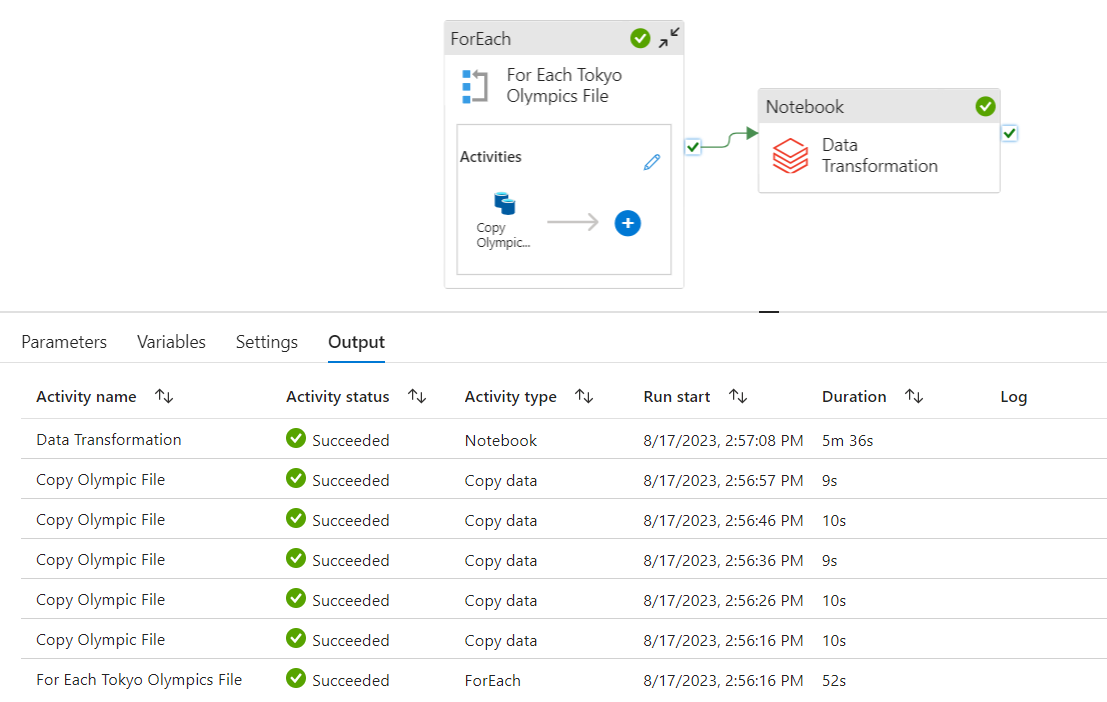 ForEach
For Each Tokyo
Olympics File
Activities
Copy
Olympic...
Notebook
Data
Transformation
Parameters Variables Settings Output
Activity name Activity status Activity type Run start Duration Log
Data Transformation Succeeded Notebook 8/17/2023, 2:57:08 PM 5m 36s
Copy Olympic File Succeeded Copy data 8/17/2023, 2:56:57 PM 9s
Copy Olympic File Succeeded Copy data 8/17/2023, 2:56:46 PM 10s
Copy Olympic File Succeeded Copy data 8/17/2023, 2:56:36 PM 9s
Copy Olympic File Succeeded Copy data 8/17/2023, 2:56:26 PM 10s
Copy Olympic File Succeeded Copy data 8/17/2023, 2:56:16 PM 10s
For Each Tokyo Olympics File Succeeded ForEach 8/17/2023, 2:56:16 PM 52s